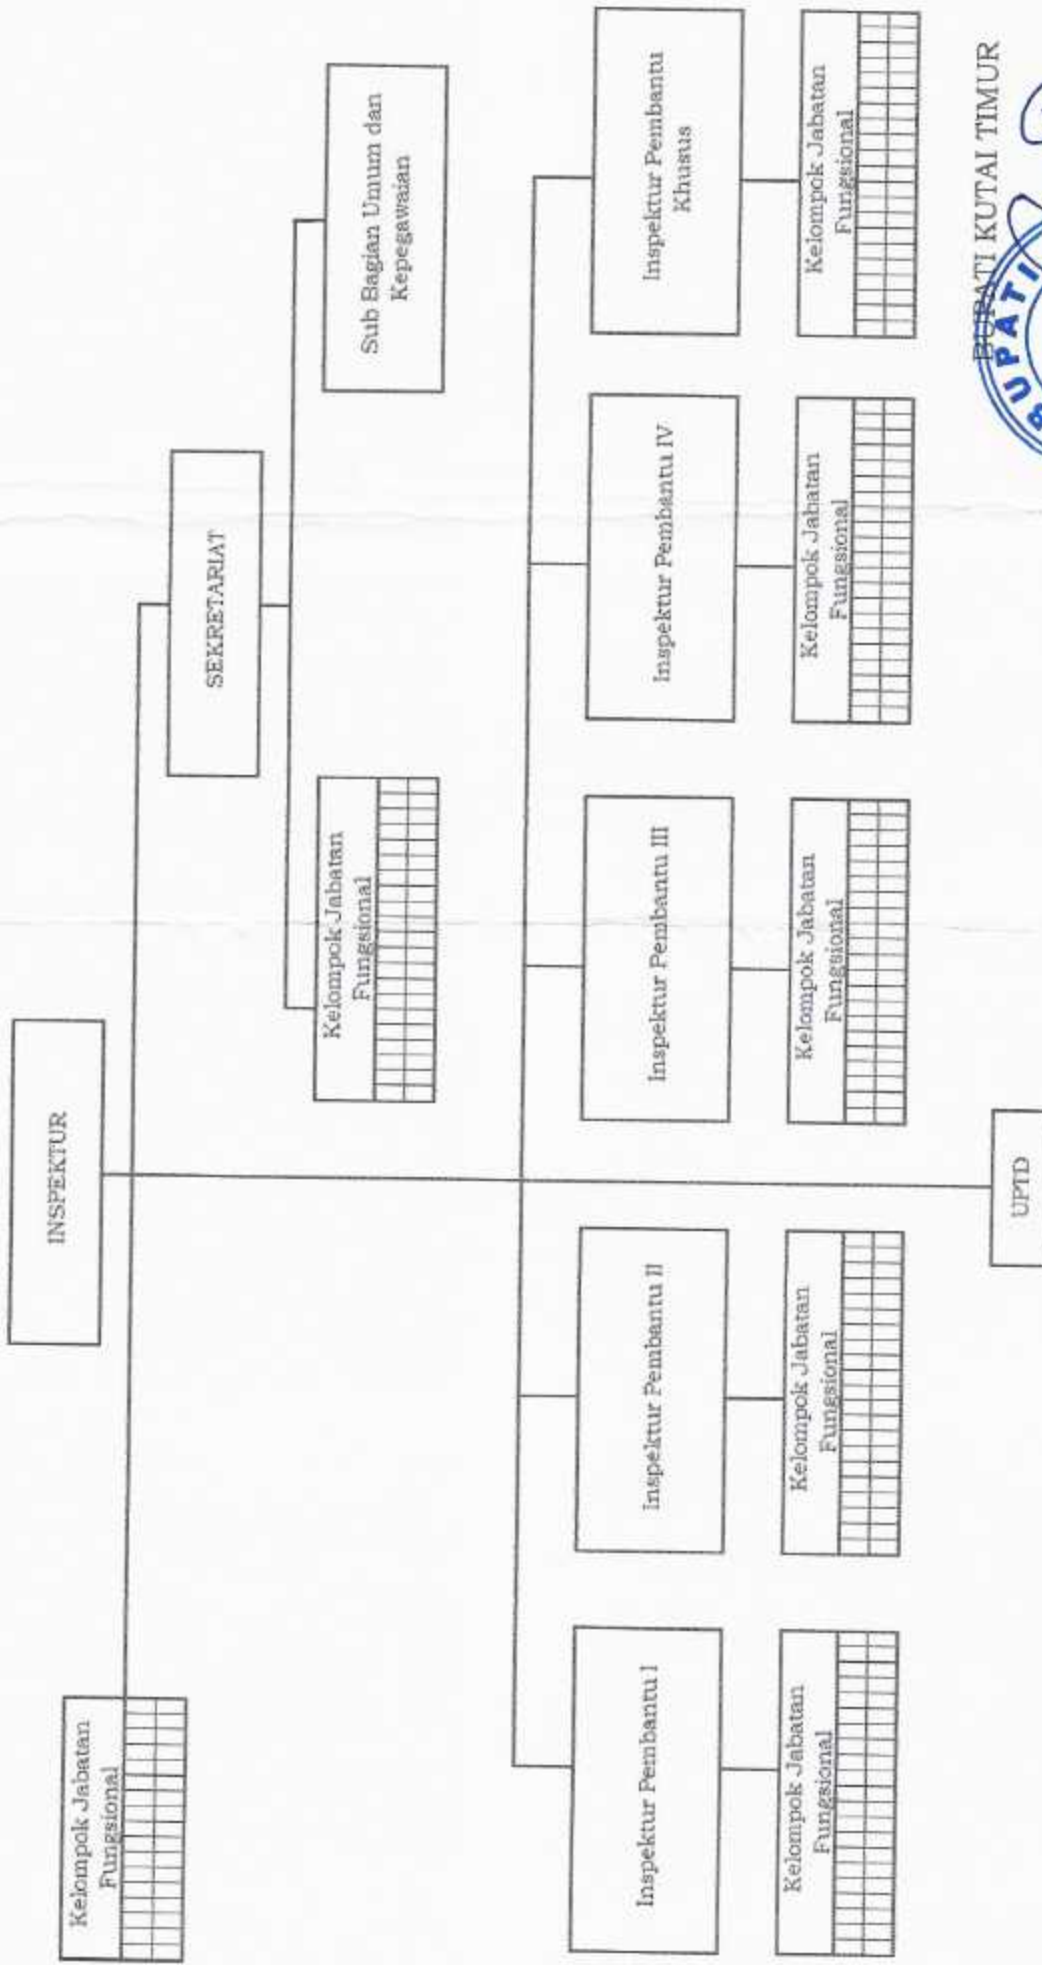 INSPEKTUR
Kelompok Jabatan
Fungsional
SEKRETARIAT
Kelompok Jabatan
Fungsional
Sub Bagian Umum dan
Kepegawaian
Inspektur Pembantu I
Inspektur Pembantu II
Inspektur Pembantu III
Inspektur Pembantu IV
Inspektur Pembantu
Khusus
Kelompok Jabatan
Fungsional
Kelompok Jabatan
Fungsional
Kelompok Jabatan
Fungsional
Kelompok Jabatan
Fungsional
Kelompok Jabatan
Fungsional
UPTD
BUPATI KUTAI TIMUR
BUPATI